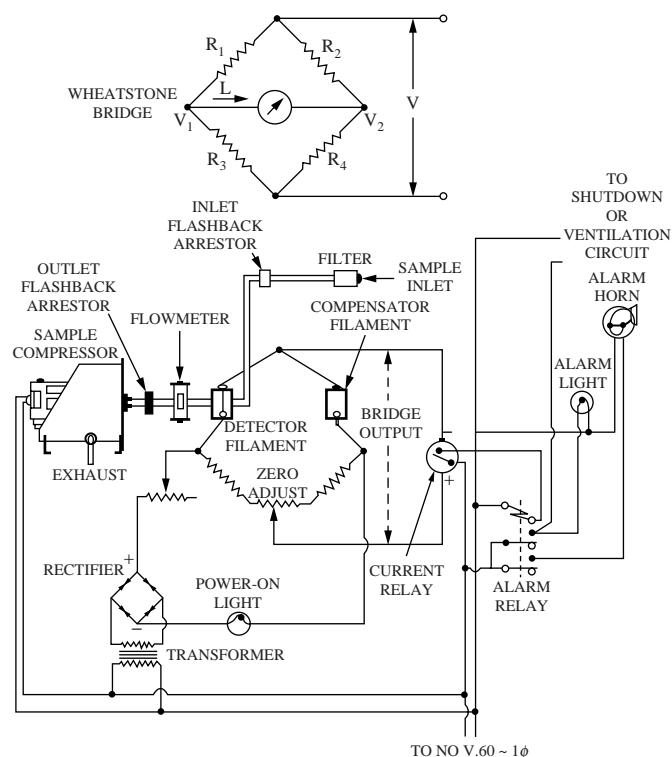 R1
R2
WHEATSTONE
BRIDGE
L
V
V1
V2
R3
R4
INLET
FLASHBACK
ARRESTOR
TO
SHUTDOWN
OR
VENTILATION
CIRCUIT
OUTLET
FLASHBACK
ARRESTOR
FILTER
SAMPLE
INLET
ALARM
HORN
FLOWMETER
COMPENSATOR
FILAMENT
SAMPLE
COMPRESSOR
ALARM
LIGHT
DETECTOR
FILAMENT
BRIDGE
OUTPUT
−
EXHAUST
ZERO
ADJUST
+
RECTIFIER
+
−
POWER-ON
LIGHT
CURRENT
RELAY
ALARM
RELAY
TRANSFORMER
TO NO V.60 ~ 1ϕ